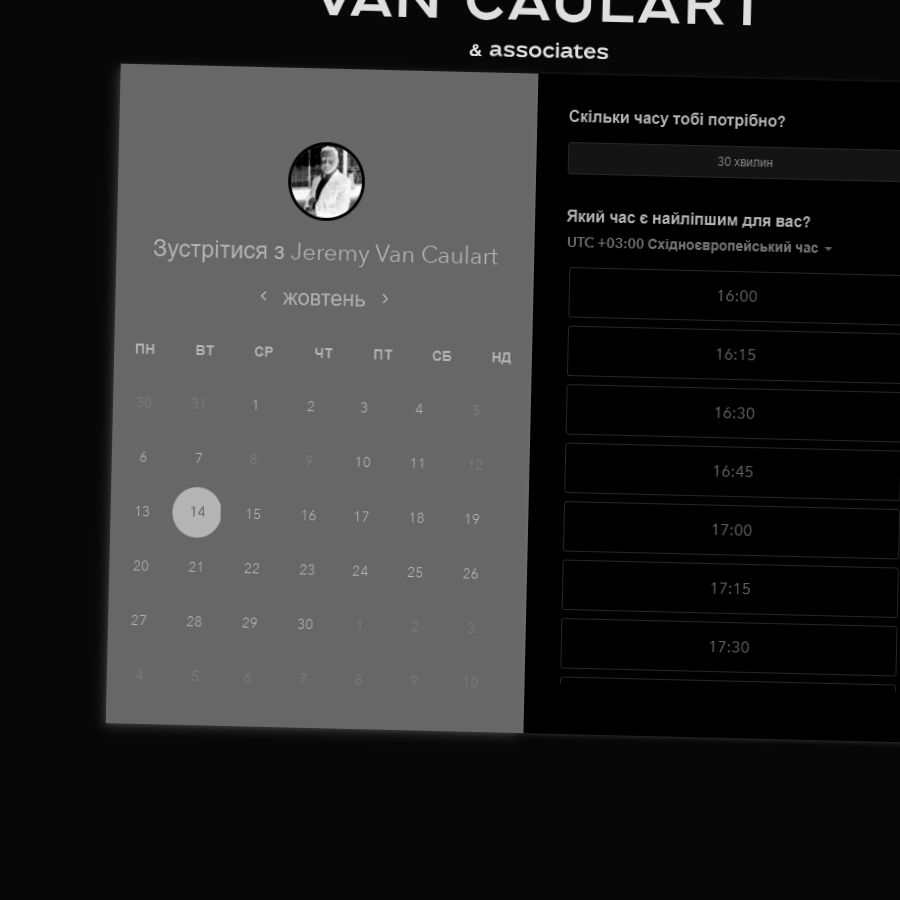 VAN CAULART
& associates
Зустрітися з Jeremy Van Caulart
жовтень
ПН ВТ СР ЧТ ПТ СБ НД
30 31 1 2 3 4 5
6 7 8 9 10 11 12
13 14 15 16 17 18 19
20 21 22 23 24 25 26
27 28 29 30 1 2 3
4 5 6 7 8 9 10
Скільки часу тобі потрібно?
30 хвилин
Який час є найліпшим для вас?
UTC +03:00 Східноєвропейський час
16:00
16:15
16:30
16:45
17:00
17:15
17:30